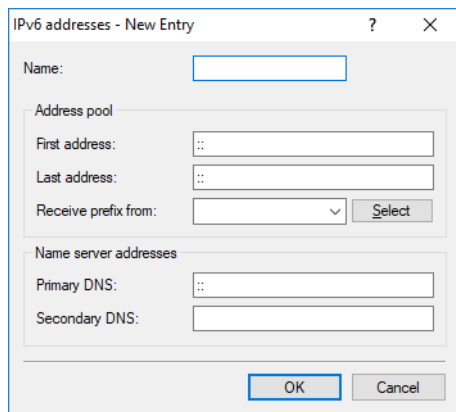 IPv6 addresses - New Entry ?
Name:
Address pool
First address: ::
Last address: ::
Receive prefix from: Select
Name server addresses
Primary DNS: ::
Secondary DNS:
OK Cancel